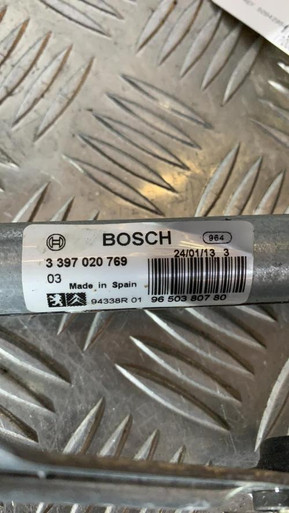 BOSCH 964
3 397 020 769 24/01/13 3
03 Made in Spain
94338R 01 96 503 807 80